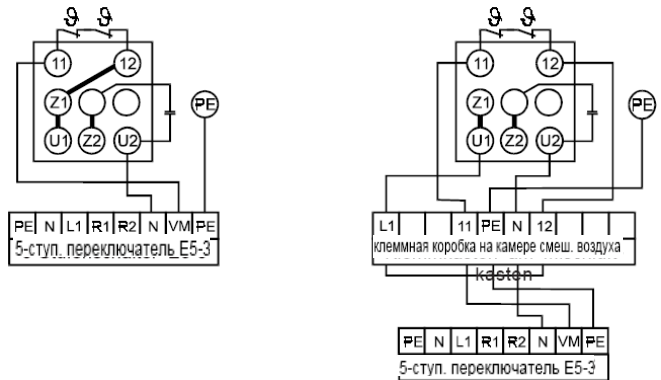 ϑ ϑ
11 12
Z1
PE
U1 Z2 U2
PE N L1 R1 R2 N VM PE
5-ступ. переключатель E5-3
ϑ ϑ
11 12
Z1
PE
U1 Z2 U2
L1 11 PE N 12
клеммная коробка на камере смеш. воздуха
kasten
PE N L1 R1 R2 N VM PE
5-ступ. переключатель E5-3